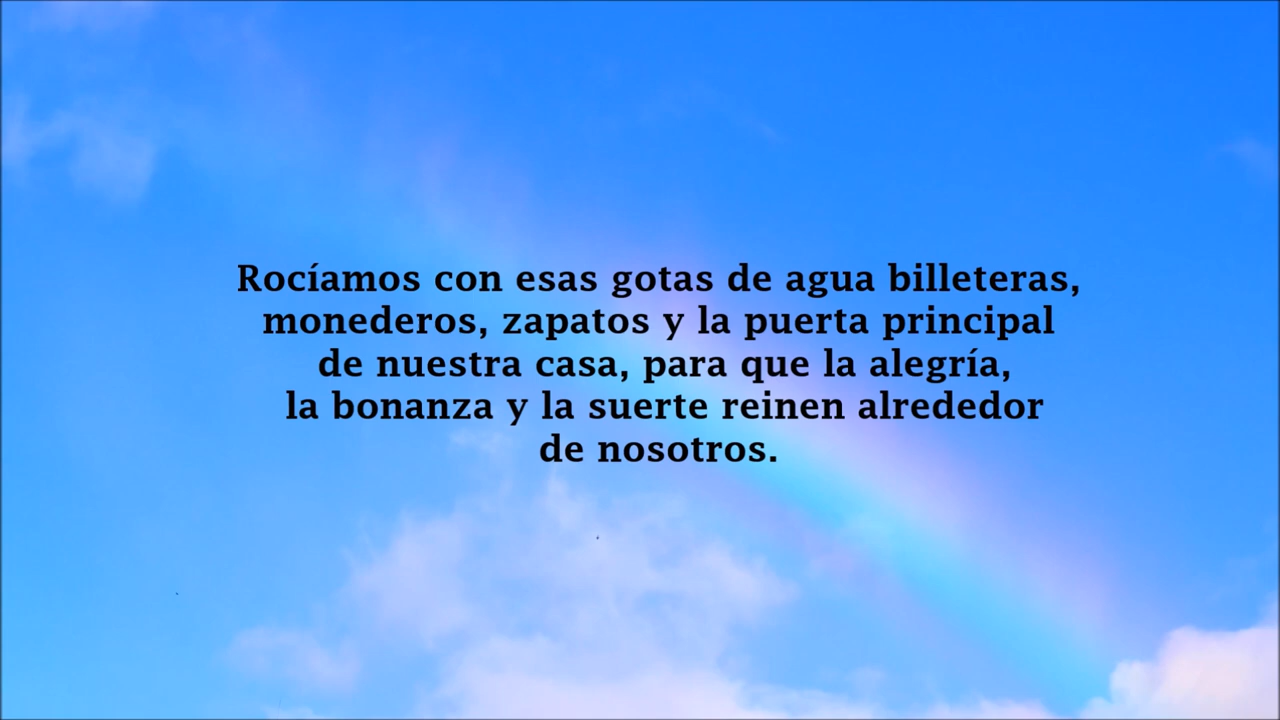 Rocíamos con esas gotas de agua billeteras,
monederos, zapatos y la puerta principal
de nuestra casa, para que la alegría,
la bonanza y la suerte reinen alrededor
de nosotros.